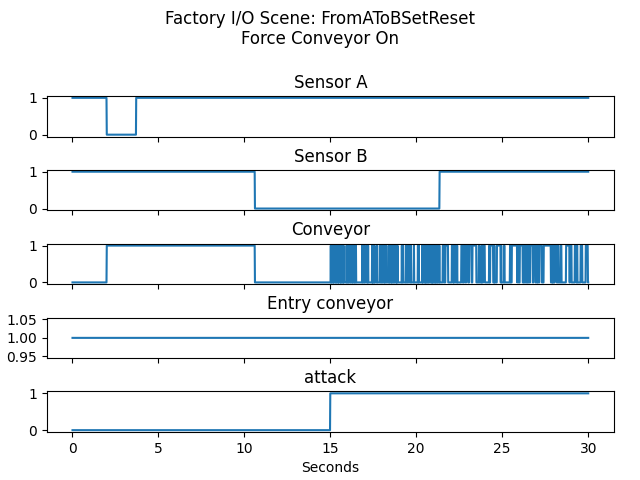 Factory I/O Scene: FromAToBSetReset
Force Conveyor On
Sensor A
1
0
Sensor B
1
0
Conveyor
1
0
Entry conveyor
1.05
1.00
0.95
attack
1
0
0 5 10 15 20 25 30
Seconds